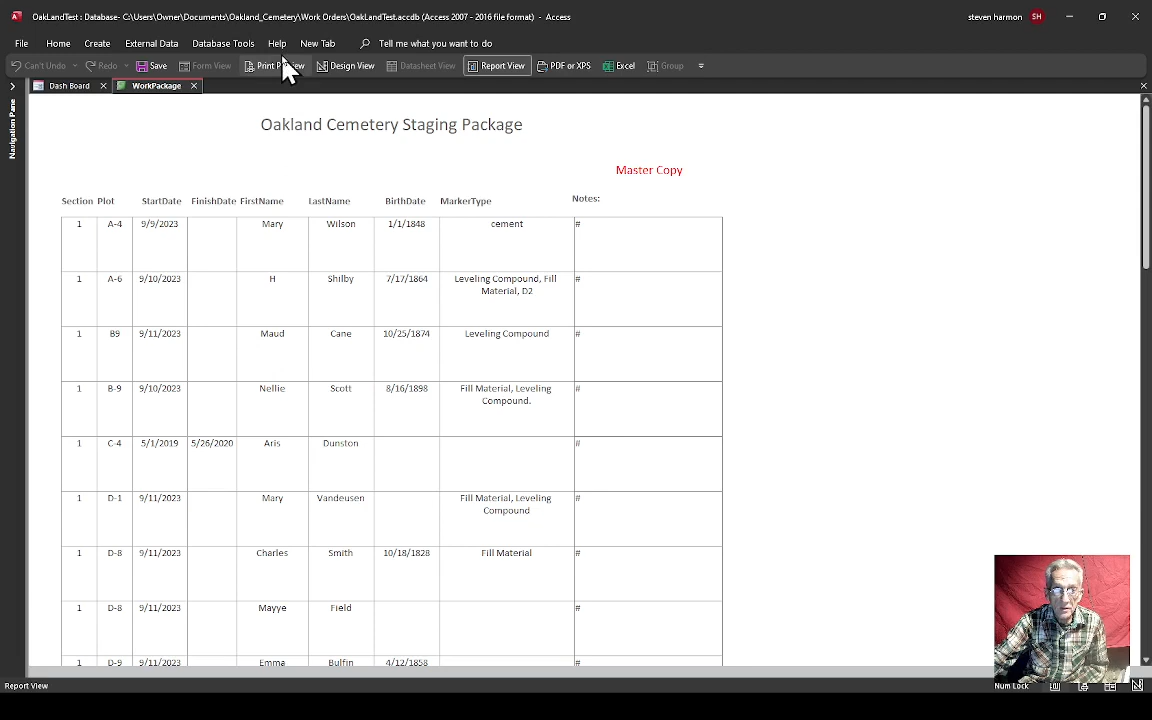 OakLandTest : Database- C:\Users\Owner\Documents\Oakland_Cemetery\Work Orders\OakLandTest.accdb (Access 2007 - 2016 file format) - Access
steven harmon SH
File Home Create External Data Database Tools Help New Tab Tell me what you want to do
Can't Undo Redo Save Form View Print Design View Datasheet View Report View PDF or XPS Excel Group
Dash Board WorkPackage
Navigation Pane
Oakland Cemetery Staging Package
Master Copy
Section Plot StartDate FinishDate FirstName LastName BirthDate MarkerType Notes:
1 A-4 9/9/2023 Mary Wilson 1/1/1848 cement #
1 A-6 9/10/2023 H Shilby 7/17/1864 Leveling Compound, Fill #
Material, D2
1 B9 9/11/2023 Maud Cane 10/25/1874 Leveling Compound #
1 B-9 9/10/2023 Nellie Scott 8/16/1898 Fill Material, Leveling #
Compound.
1 C-4 5/1/2019 5/26/2020 Aris Dunston #
1 D-1 9/11/2023 Mary Vandeusen Fill Material, Leveling #
Compound
1 D-8 9/11/2023 Charles Smith 10/18/1828 Fill Material #
1 D-8 9/11/2023 Mayye Field #
1 D-9 9/11/2023 Emma Bulfin 4/12/1858 #
Report View Num Lock